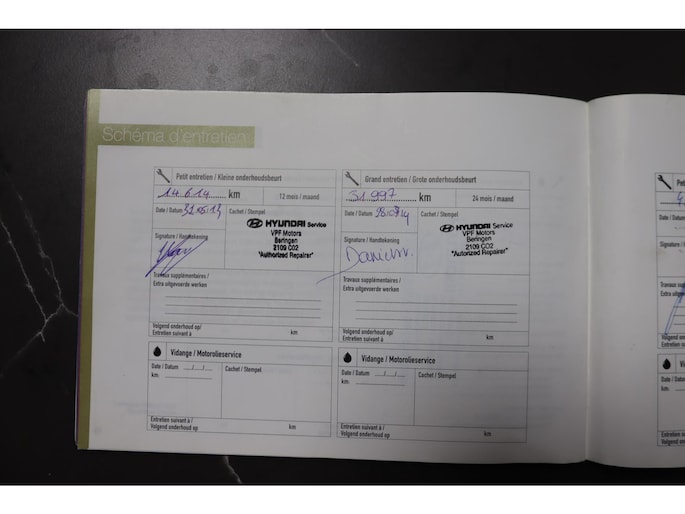 Schéma d'entretien
Petit entretien / Kleine onderhoudsbeurt
km
12 mois / maand
Date / Datum
Cachet / Stempel
HYUNDAI Service
VPF Motors
Beringen
2109 CO2
"Authorized Repairer"
Signature / Handtekening
Travaux supplémentaires /
Extra uitgevoerde werken
Volgend onderhoud op/
Entretien suivant à
km
Grand entretien / Grote onderhoudsbeurt
31.997 km
24 mois / maand
Date / Datum
Cachet / Stempel
HYUNDAI Service
VPF Motors
Beringen
2109 CO2
"Authorized Repairer"
Signature / Handtekening
Travaux supplémentaires /
Extra uitgevoerde werken
Volgend onderhoud op/
Entretien suivant à
km
Vidange / Motorolieservice
Date / Datum
km:
Cachet / Stempel
Entretien suivant à /
Volgend onderhoud op
km
Vidange / Motorolieservice
Date / Datum
km:
Cachet / Stempel
Entretien suivant à /
Volgend onderhoud op
km